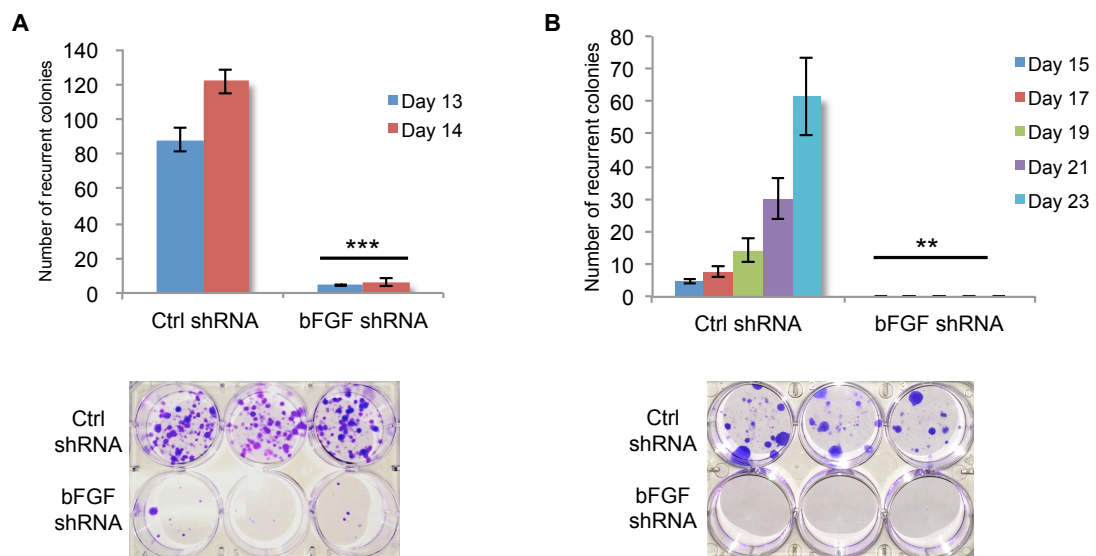 A
Number of recurrent colonies
140
120
100
80
60
40
20
0
Day 13
Day 14
***
Ctrl shRNA
bFGF shRNA
Ctrl
shRNA
bFGF
shRNA
B
Number of recurrent colonies
80
70
60
50
40
30
20
10
0
Day 15
Day 17
Day 19
Day 21
Day 23
**
Ctrl shRNA
bFGF shRNA
Ctrl
shRNA
bFGF
shRNA